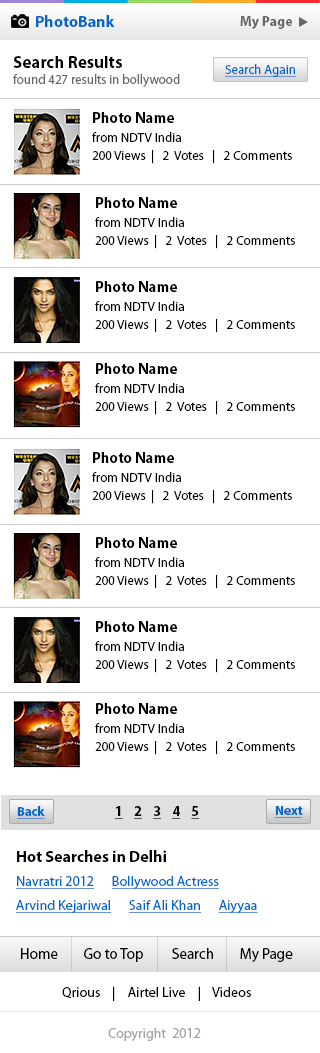 PhotoBank
My Page
Search Results
found 427 results in bollywood
Search Again
Photo Name
from NDTV India
200 Views | 2 Votes | 2 Comments
Photo Name
from NDTV India
200 Views | 2 Votes | 2 Comments
Photo Name
from NDTV India
200 Views | 2 Votes | 2 Comments
Photo Name
from NDTV India
200 Views | 2 Votes | 2 Comments
Photo Name
from NDTV India
200 Views | 2 Votes | 2 Comments
Photo Name
from NDTV India
200 Views | 2 Votes | 2 Comments
Photo Name
from NDTV India
200 Views | 2 Votes | 2 Comments
Photo Name
from NDTV India
200 Views | 2 Votes | 2 Comments
Back 1 2 3 4 5 Next
Hot Searches in Delhi
Navratri 2012 Bollywood Actress
Arvind Kejariwal Saif Ali Khan Aiyyaa
Home Go to Top Search My Page
Qrious | Airtel Live | Videos
Copyright 2012